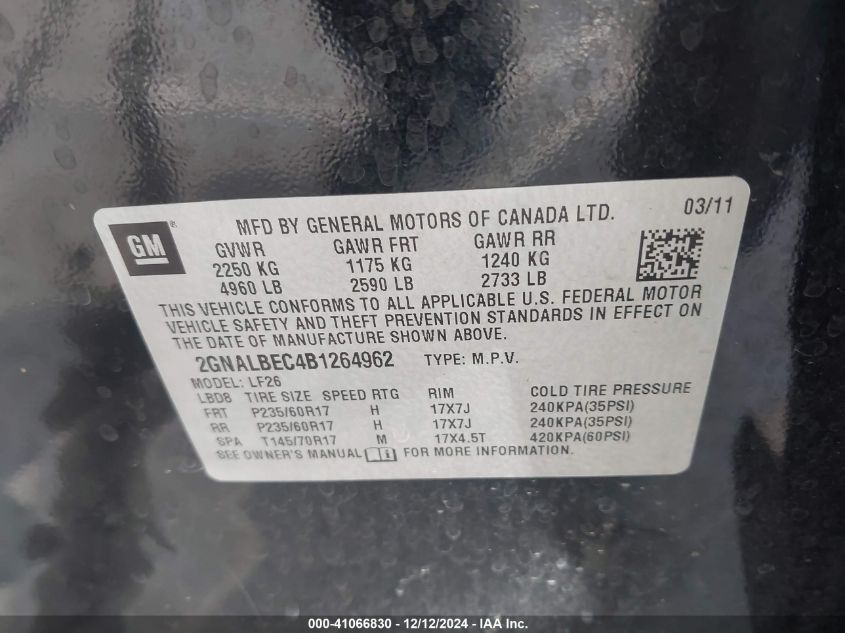 GM
MFD BY GENERAL MOTORS OF CANADA LTD. 03/11
GVWR GAWR FRT GAWR RR
2250 KG 1175 KG 1240 KG
4960 LB 2590 LB 2733 LB
THIS VEHICLE CONFORMS TO ALL APPLICABLE U.S. FEDERAL MOTOR
VEHICLE SAFETY AND THEFT PREVENTION STANDARDS IN EFFECT ON
THE DATE OF MANUFACTURE SHOWN ABOVE.
2GNALBEC4B1264962 TYPE: M.P.V.
MODEL: LF26
LBD8 TIRE SIZE SPEED RTG RIM COLD TIRE PRESSURE
FRT P235/60R17 H 17X7J 240KPA(35PSI)
RR P235/60R17 H 17X7J 240KPA(35PSI)
SPA T145/70R17 M 17X4.5T 420KPA(60PSI)
SEE OWNER'S MANUAL FOR MORE INFORMATION.
000-41066830 - 12/12/2024 - IAA Inc.